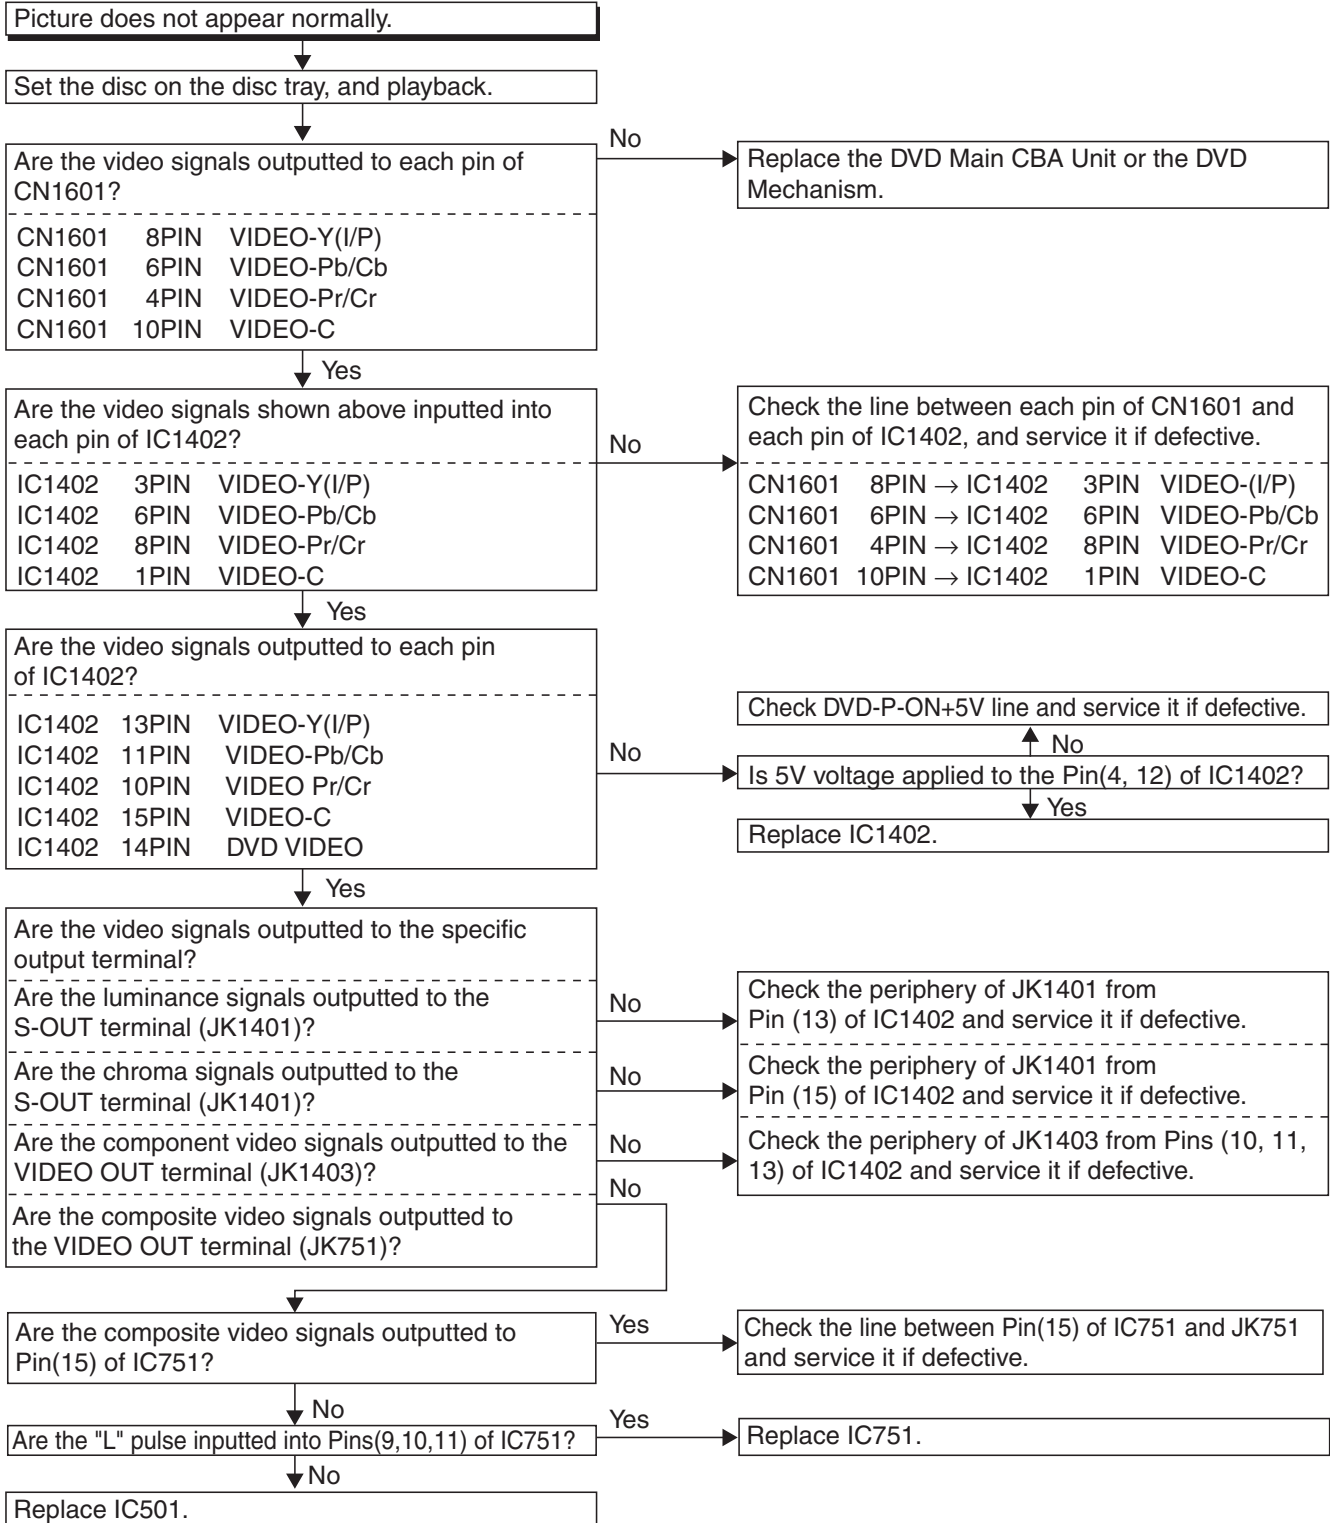 Picture does not appear normally.
Set the disc on the disc tray, and playback.
Are the video signals outputted to each pin of
CN1601?
No
Replace the DVD Main CBA Unit or the DVD
Mechanism.
CN1601 8PIN VIDEO-Y(I/P)
CN1601 6PIN VIDEO-Pb/Cb
CN1601 4PIN VIDEO-Pr/Cr
CN1601 10PIN VIDEO-C
Yes
Are the video signals shown above inputted into
each pin of IC1402?
No
Check the line between each pin of CN1601 and
each pin of IC1402, and service it if defective.
IC1402 3PIN VIDEO-Y(I/P)
IC1402 6PIN VIDEO-Pb/Cb
IC1402 8PIN VIDEO-Pr/Cr
IC1402 1PIN VIDEO-C
CN1601 8PIN → IC1402 3PIN VIDEO-(I/P)
CN1601 6PIN → IC1402 6PIN VIDEO-Pb/Cb
CN1601 4PIN → IC1402 8PIN VIDEO-Pr/Cr
CN1601 10PIN → IC1402 1PIN VIDEO-C
Yes
Are the video signals outputted to each pin
of IC1402?
IC1402 13PIN VIDEO-Y(I/P)
IC1402 11PIN VIDEO-Pb/Cb
IC1402 10PIN VIDEO Pr/Cr
IC1402 15PIN VIDEO-C
IC1402 14PIN DVD VIDEO
No
Check DVD-P-ON+5V line and service it if defective.
No
Is 5V voltage applied to the Pin(4, 12) of IC1402?
Yes
Replace IC1402.
Yes
Are the video signals outputted to the specific
output terminal?
Are the luminance signals outputted to the
S-OUT terminal (JK1401)?
No
Check the periphery of JK1401 from
Pin (13) of IC1402 and service it if defective.
Are the chroma signals outputted to the
S-OUT terminal (JK1401)?
No
Check the periphery of JK1401 from
Pin (15) of IC1402 and service it if defective.
Are the component video signals outputted to the
VIDEO OUT terminal (JK1403)?
No
Check the periphery of JK1403 from Pins (10, 11,
13) of IC1402 and service it if defective.
No
Are the composite video signals outputted to
the VIDEO OUT terminal (JK751)?
Are the composite video signals outputted to
Pin(15) of IC751?
Yes
Check the line between Pin(15) of IC751 and JK751
and service it if defective.
No
Are the "L" pulse inputted into Pins(9,10,11) of IC751?
Yes
Replace IC751.
No
Replace IC501.